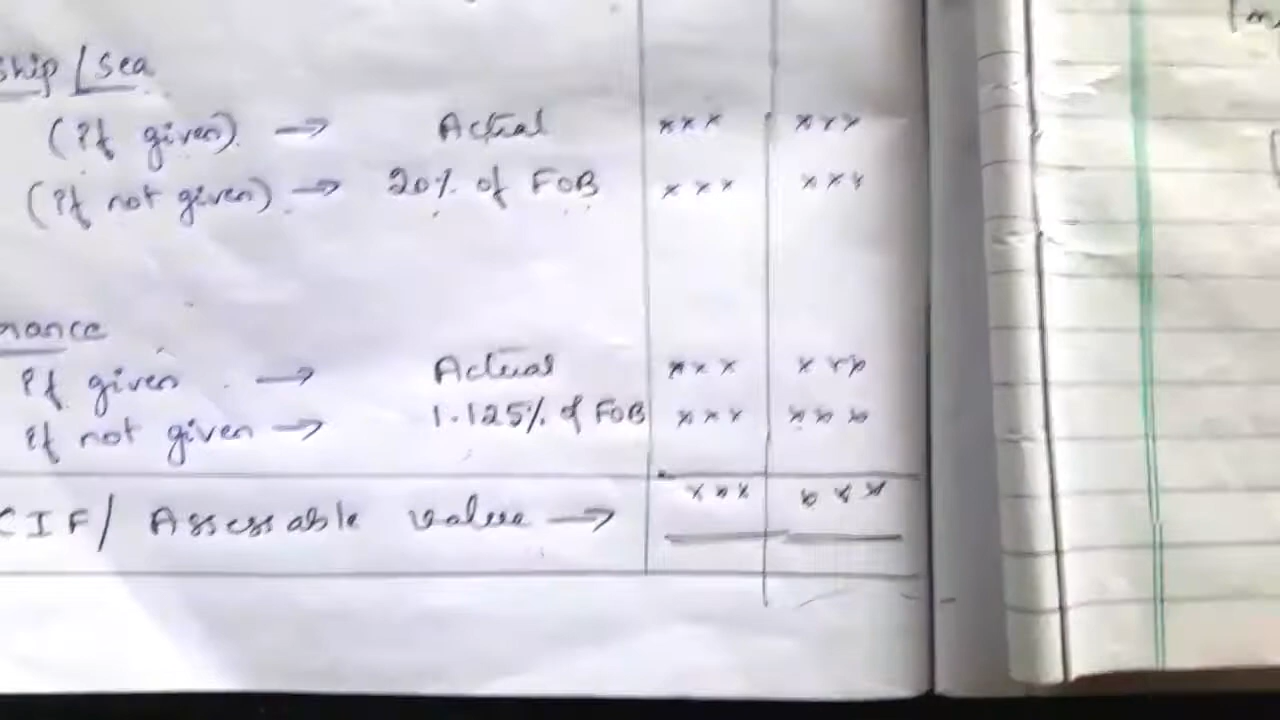 ship / Sea
(If given) → Actual xxx xxx
(If not given) → 20% of FOB xxx xxx
If given → Actual xxx xxx
If not given → 1.125% of FOB xxx xxx
CIF / Assessable value → xxx xxx